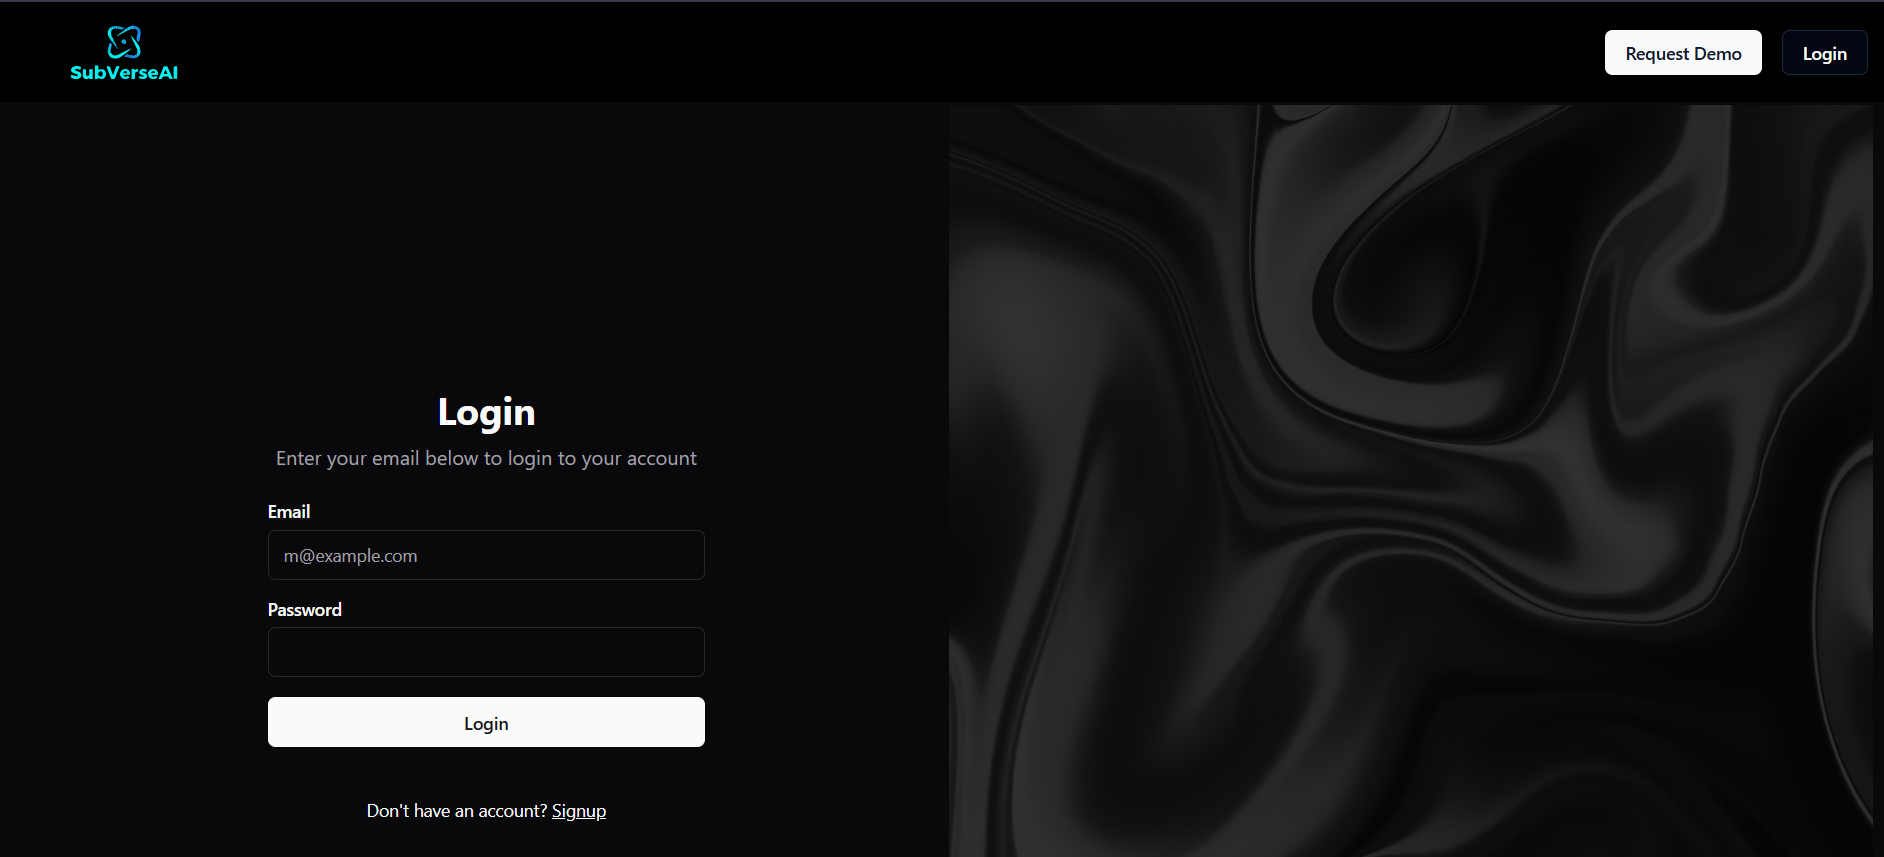 SubVerseAI
Request Demo
Login
Login
Enter your email below to login to your account
Email
m@example.com
Password
Login
Don't have an account? Signup